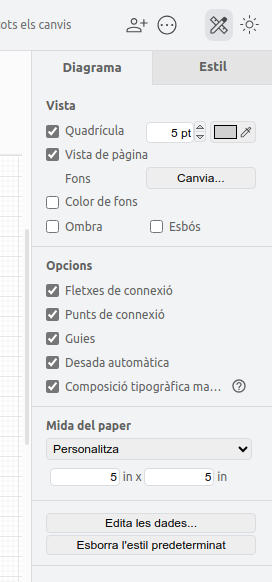 ots els canvis
Diagrama Estil
Vista
Quadrícula 5 pt
Vista de pàgina
Fons Canvia...
Color de fons
Ombra Esbós
Opcions
Fletxes de connexió
Punts de connexió
Guies
Desada automàtica
Composició tipogràfica ma...
Mida del paper
Personalitza
5 in x 5 in
Edita les dades...
Esborra l'estil predeterminat